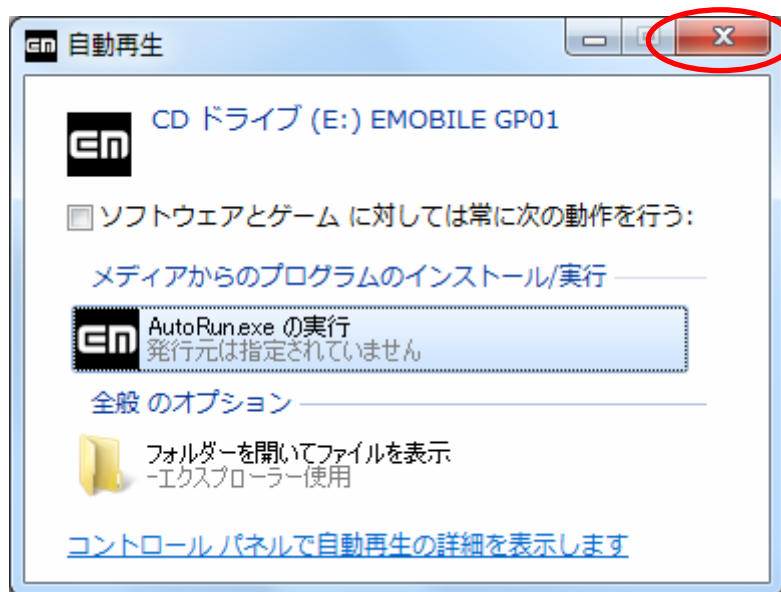 自動再生
CD ドライブ (E:) EMOBILE GP01
ソフトウェアとゲーム に対しては常に次の動作を行う:
メディアからのプログラムのインストール/実行
AutoRun.exe の実行
発行元は指定されていません
全般 のオプション
フォルダーを開いてファイルを表示
-エクスプローラー使用
コントロール パネルで自動再生の詳細を表示します